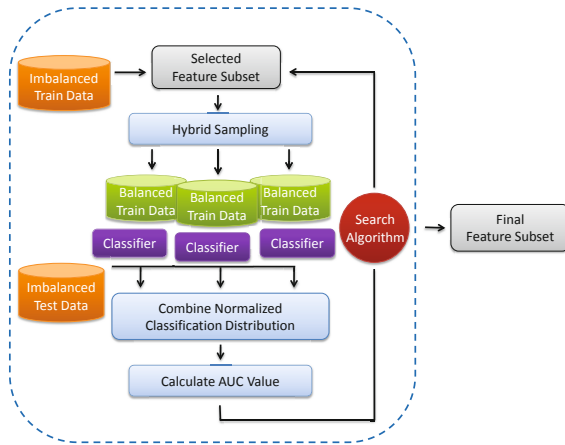 Imbalanced
Train Data
Selected
Feature Subset
Hybrid Sampling
Balanced
Train Data
Balanced
Train Data
Balanced
Train Data
Classifier
Classifier
Classifier
Search
Algorithm
Final
Feature Subset
Imbalanced
Test Data
Combine Normalized
Classification Distribution
Calculate AUC Value